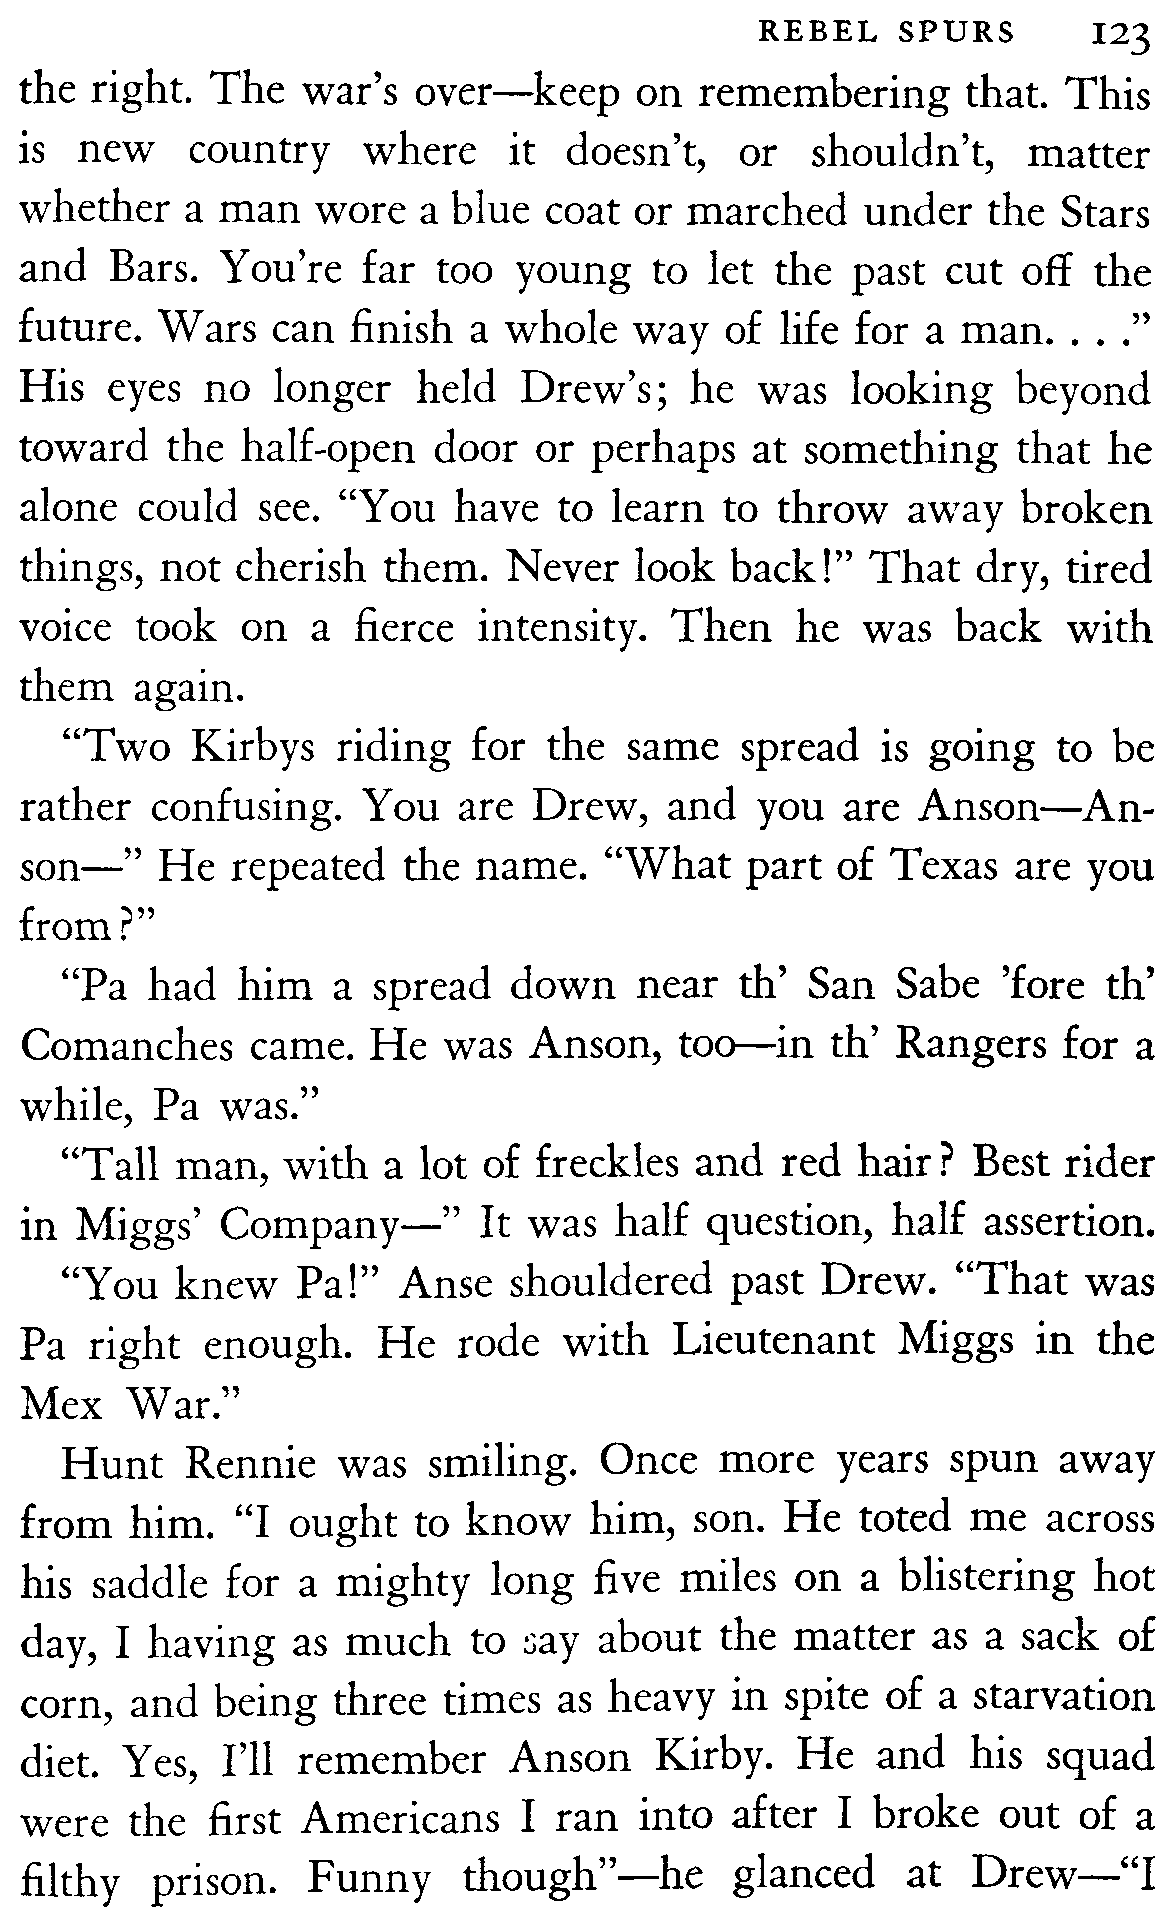 REBEL SPURS 123
the right. The war’s over—keep on remembering that. This
is new country where it doesn’t, or shouldn’t, matter
whether a man wore a blue coat or marched under the Stars
and Bars. You’re far too young to let the past cut off the
future. Wars can finish a whole way of life for a man. . . .”
His eyes no longer held Drew’s; he was looking beyond
toward the half-open door or perhaps at something that he
alone could see. “You have to learn to throw away broken
things, not cherish them. Never look back!” That dry, tired
voice took on a fierce intensity. Then he was back with
them again.
“Two Kirbys riding for the same spread is going to be
rather confusing. You are Drew, and you are Anson—An-
son—” He repeated the name. “What part of Texas are you
from?”
“Pa had him a spread down near th’ San Sabe ’fore th’
Comanches came. He was Anson, too—in th’ Rangers for a
while, Pa was.”
“Tall man, with a lot of freckles and red hair? Best rider
in Miggs’ Company—” It was half question, half assertion.
“You knew Pa!” Anse shouldered past Drew. “That was
Pa right enough. He rode with Lieutenant Miggs in the
Mex War.”
Hunt Rennie was smiling. Once more years spun away
from him. “I ought to know him, son. He toted me across
his saddle for a mighty long five miles on a blistering hot
day, I having as much to say about the matter as a sack of
corn, and being three times as heavy in spite of a starvation
diet. Yes, I’ll remember Anson Kirby. He and his squad
were the first Americans I ran into after I broke out of a
filthy prison. Funny though”—he glanced at Drew—“I